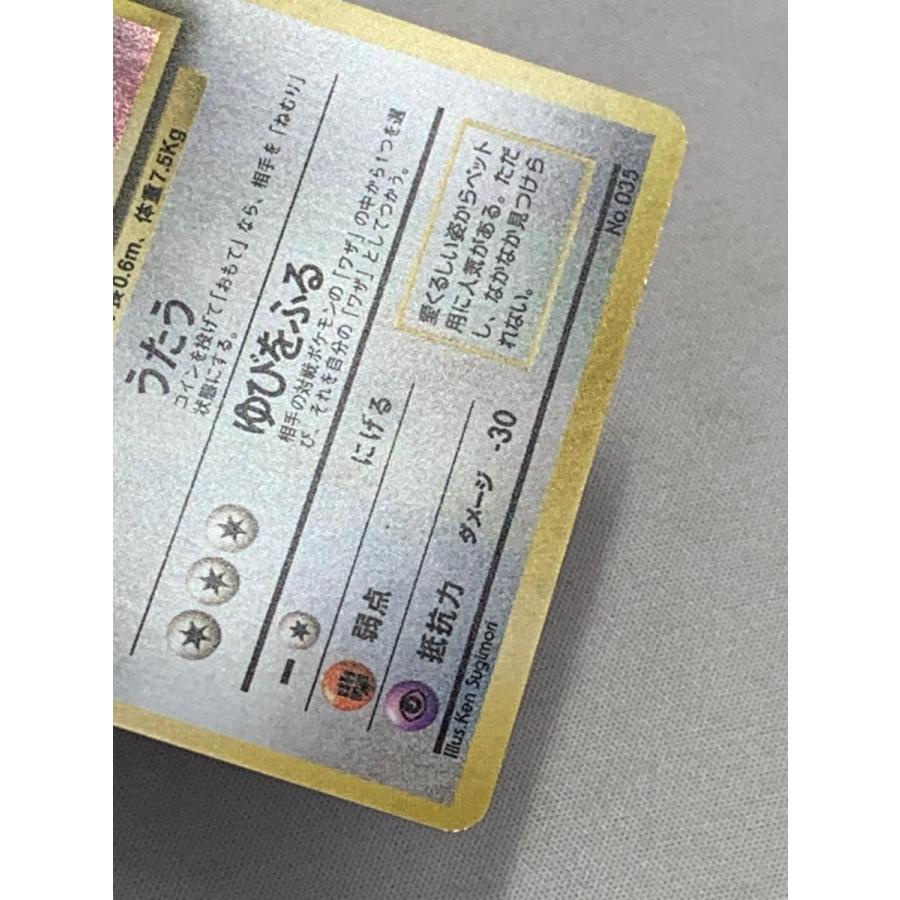 長0.6m、体重7.5Kg
うたう
コインを投げて「おもて」なら、相手を「ねむり」
状態にする。
ゆびをふる
相手の対戦ポケモンの「ワザ」の中から1つを選
び、それを自分の「ワザ」としてつかう。
にげる
弱点
抵抗力 ダメージ -30
愛くるしい姿からペット
用に人気がある。ただ
し、なかなか見つけら
れない。
Illus.Ken Sugimori
No.035